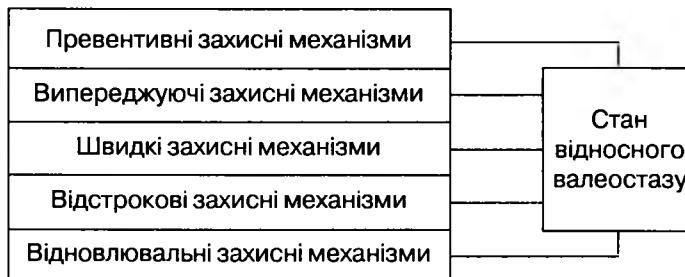 Превентивні захисні механізми
Випереджуючі захисні механізми
Швидкі захисні механізми
Відстрокові захисні механізми
Відновлювальні захисні механізми
Стан
відносного
валеостазу